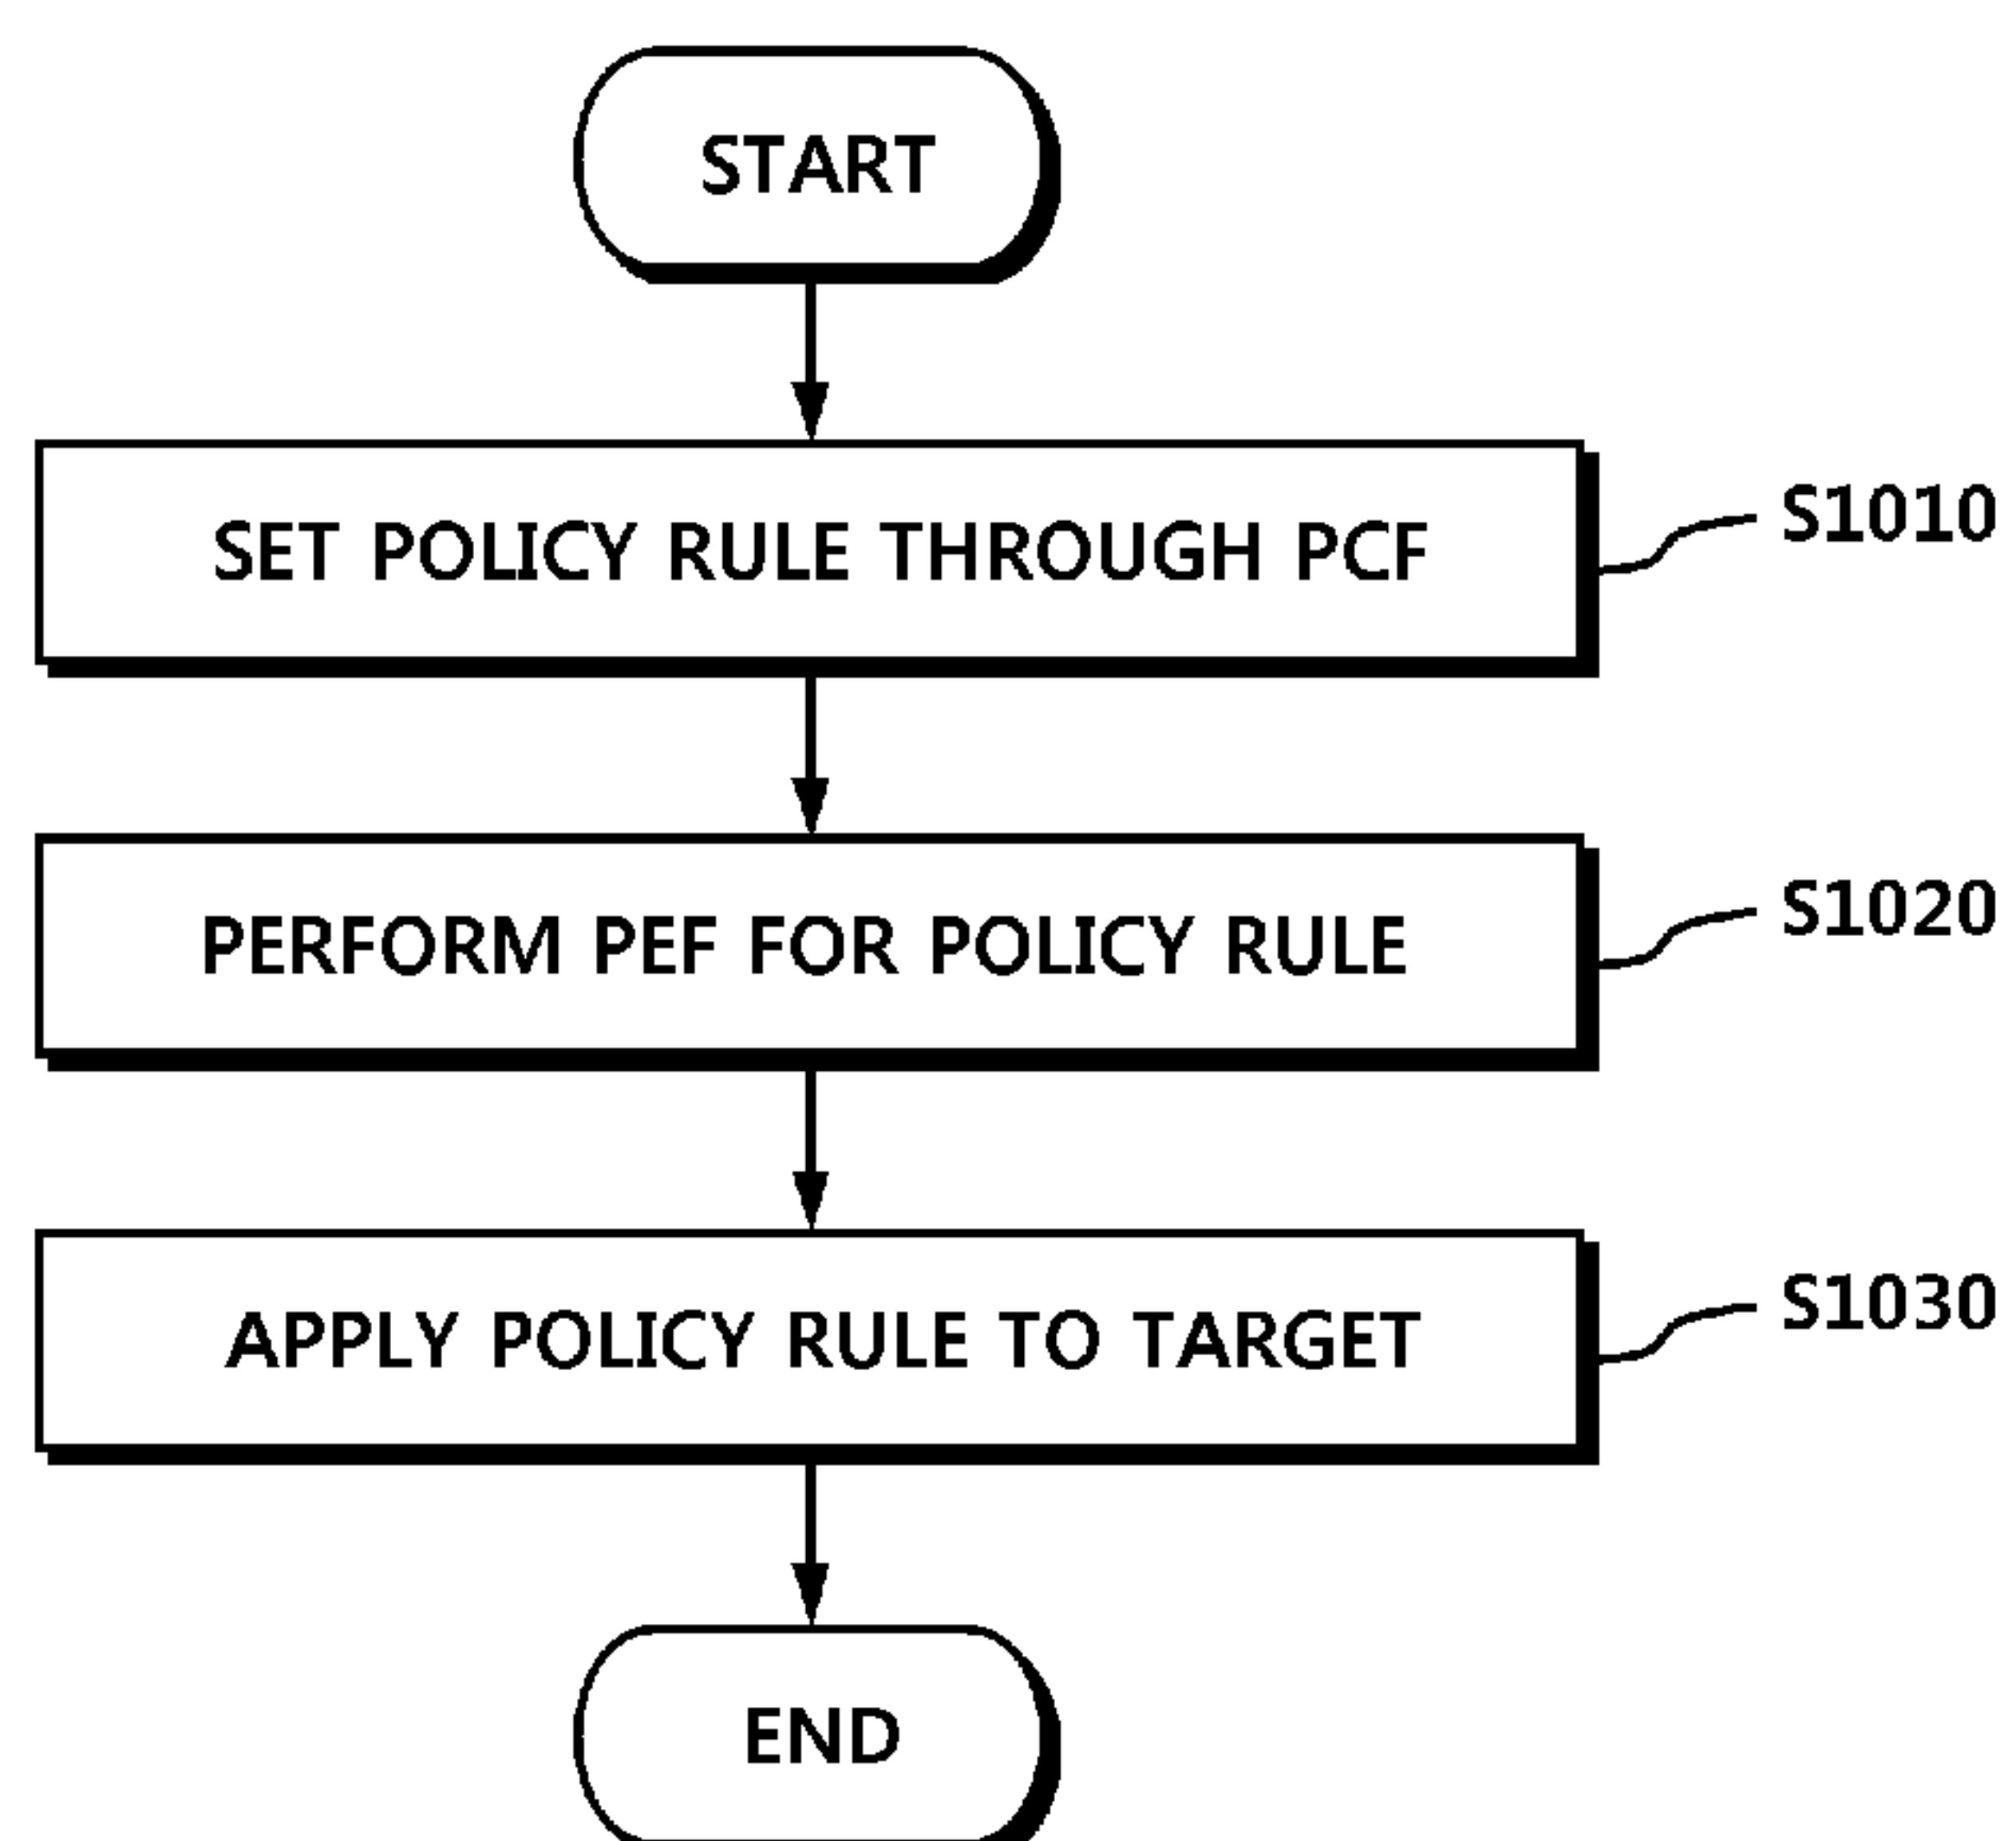 START
SET POLICY RULE THROUGH PCF
S1010
PERFORM PEF FOR POLICY RULE
S1020
APPLY POLICY RULE TO TARGET
S1030
END